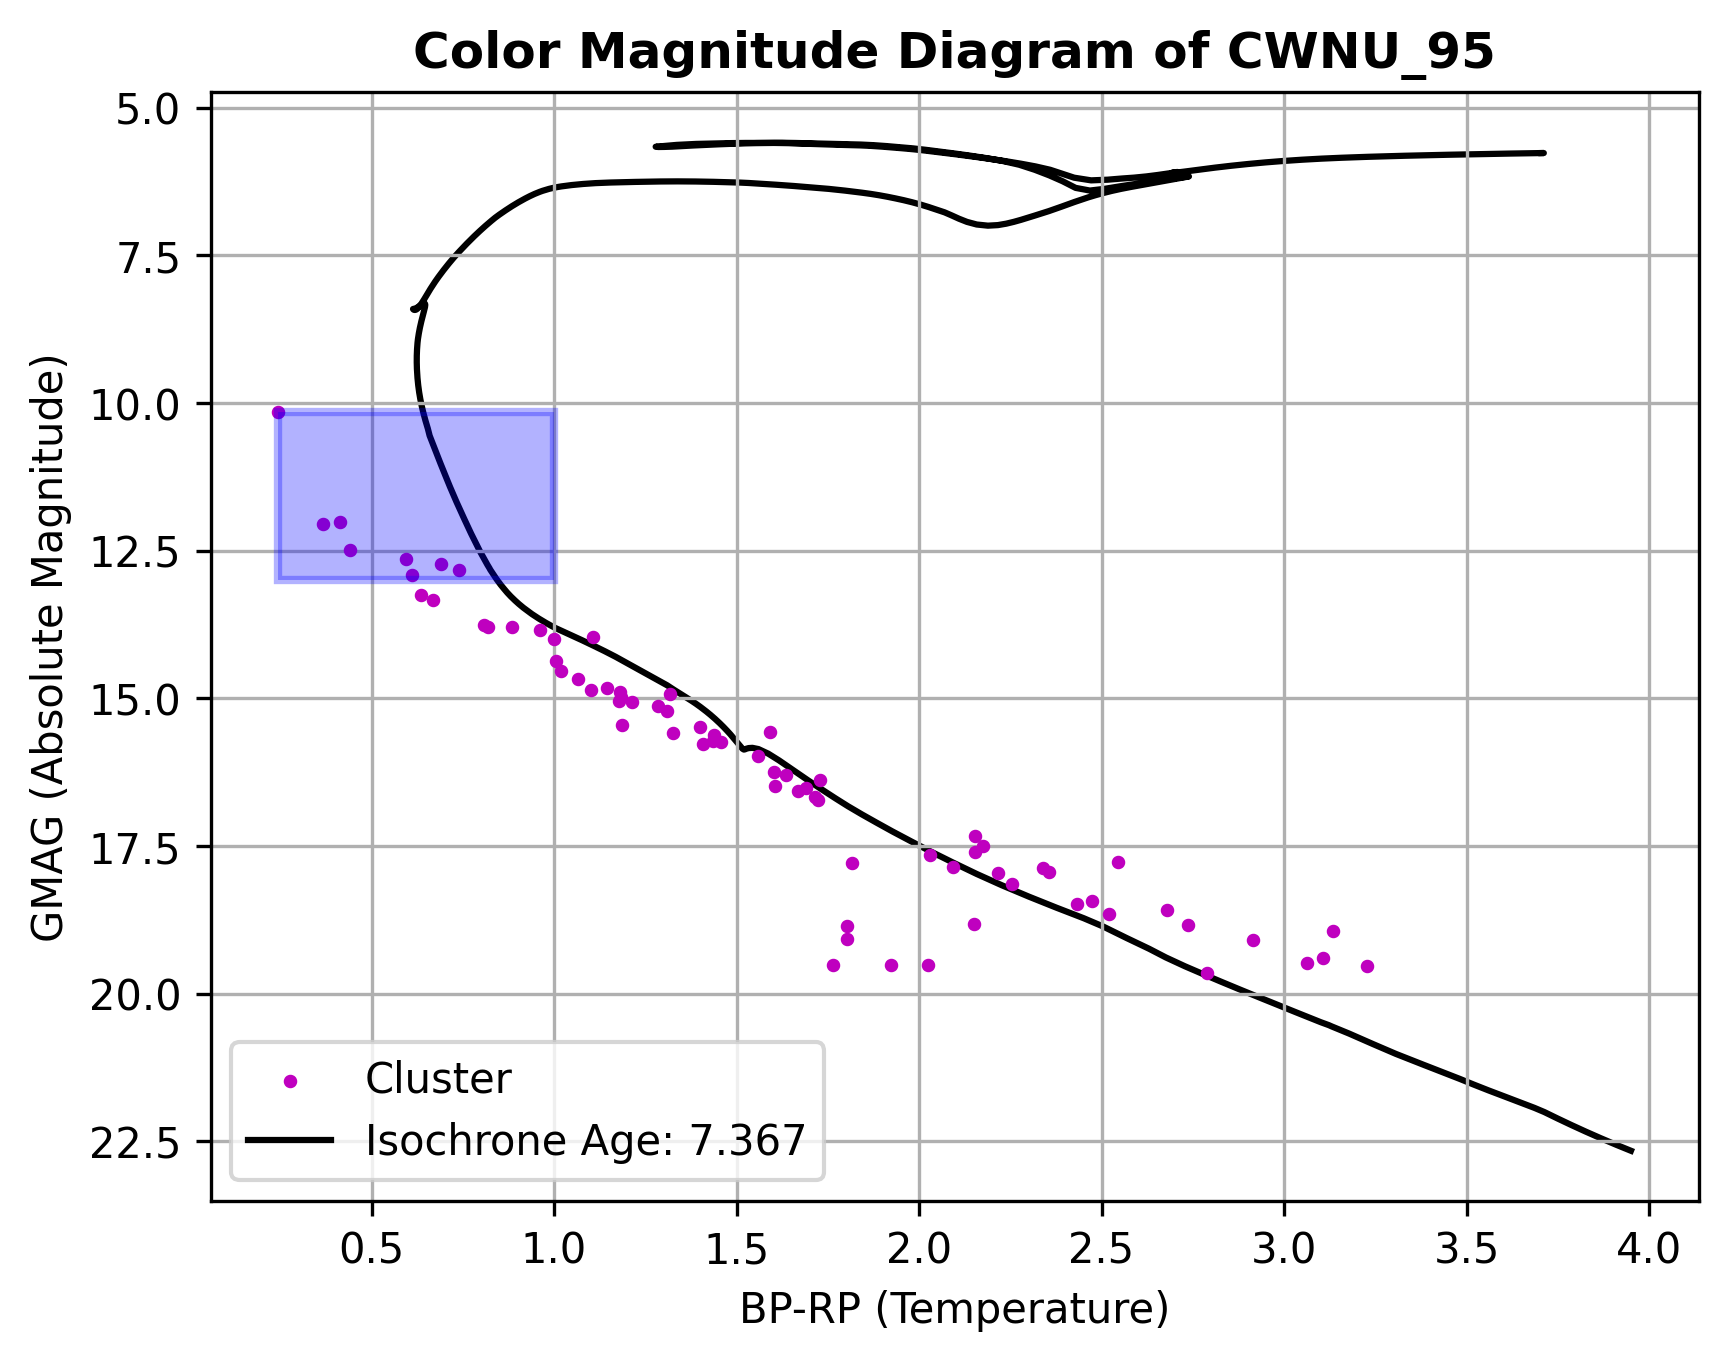 Color Magnitude Diagram of CWNU_95
GMAG (Absolute Magnitude)
5.0
7.5
10.0
12.5
15.0
17.5
20.0
22.5
Cluster
Isochrone Age: 7.367
0.5 1.0 1.5 2.0 2.5 3.0 3.5 4.0
BP-RP (Temperature)